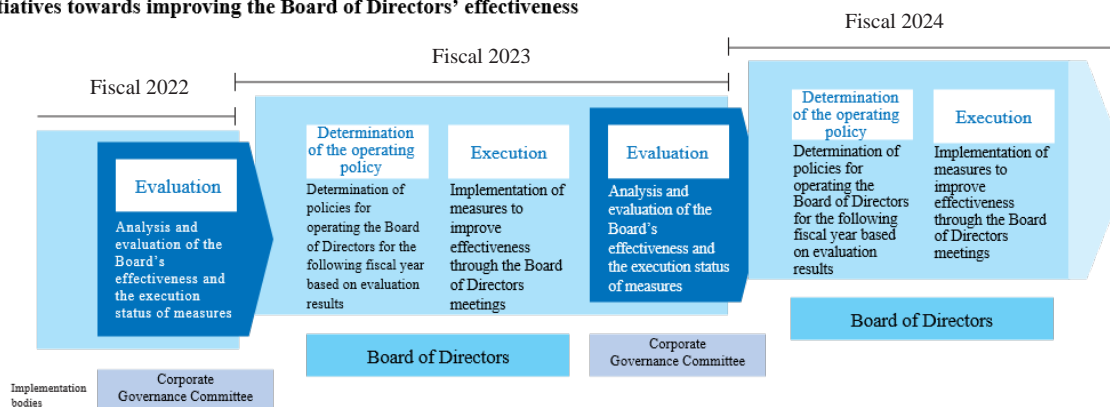 tiatives towards improving the Board of Directors’ effectiveness
Fiscal 2022
Fiscal 2023
Fiscal 2024
Evaluation
Analysis and
evaluation of the
Board’s
effectiveness and
the execution
status of measures
Determination
of the operating
policy
Determination of
policies for
operating the Board
of Directors for the
following fiscal year
based on evaluation
results
Execution
Implementation of
measures to
improve
effectiveness
through the Board
of Directors
meetings
Evaluation
Analysis and
evaluation of the
Board’s
effectiveness and
the execution status
of measures
Determination
of the operating
policy
Determination of
policies for
operating the
Board of Directors
for the following
fiscal year based
on evaluation
results
Execution
Implementation of
measures to
improve
effectiveness
through the Board
of Directors
meetings
Implementation
bodies
Corporate
Governance Committee
Board of Directors
Corporate
Governance Committee
Board of Directors